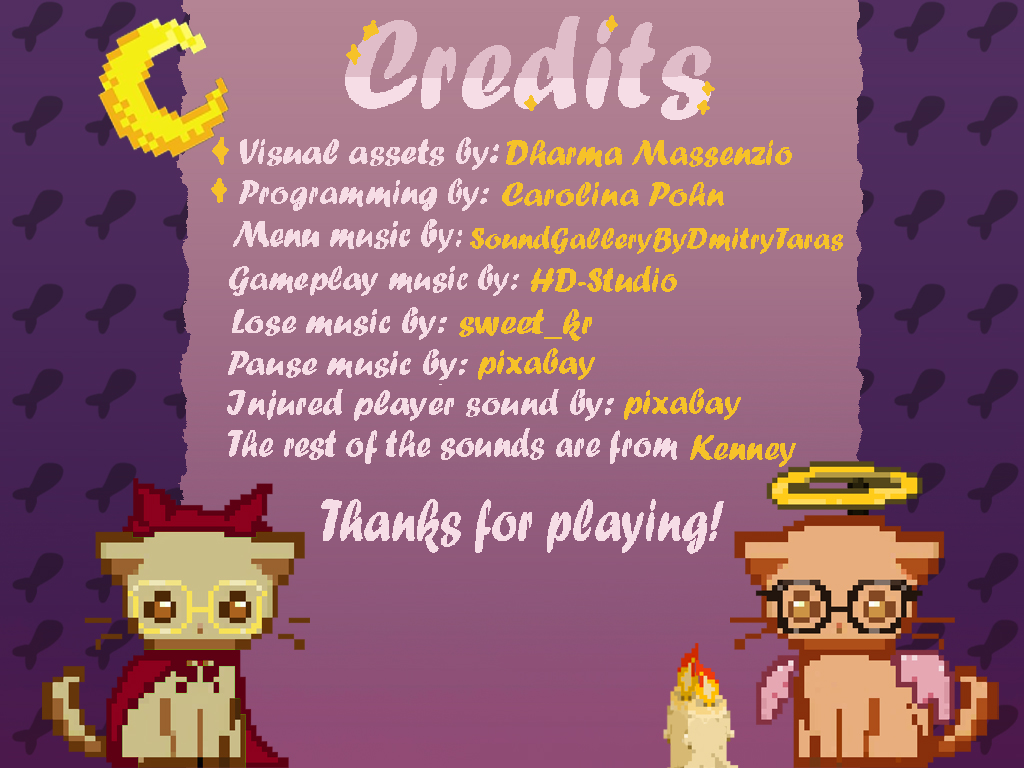 Credits
Visual assets by: Dharma Massenzio
Programming by: Carolina Pohn
Menu music by: SoundGalleryByDmitryTaras
Gameplay music by: HD-Studio
Lose music by: sweet_kr
Pause music by: pixabay
Injured player sound by: pixabay
The rest of the sounds are from Kenney
Thanks for playing!